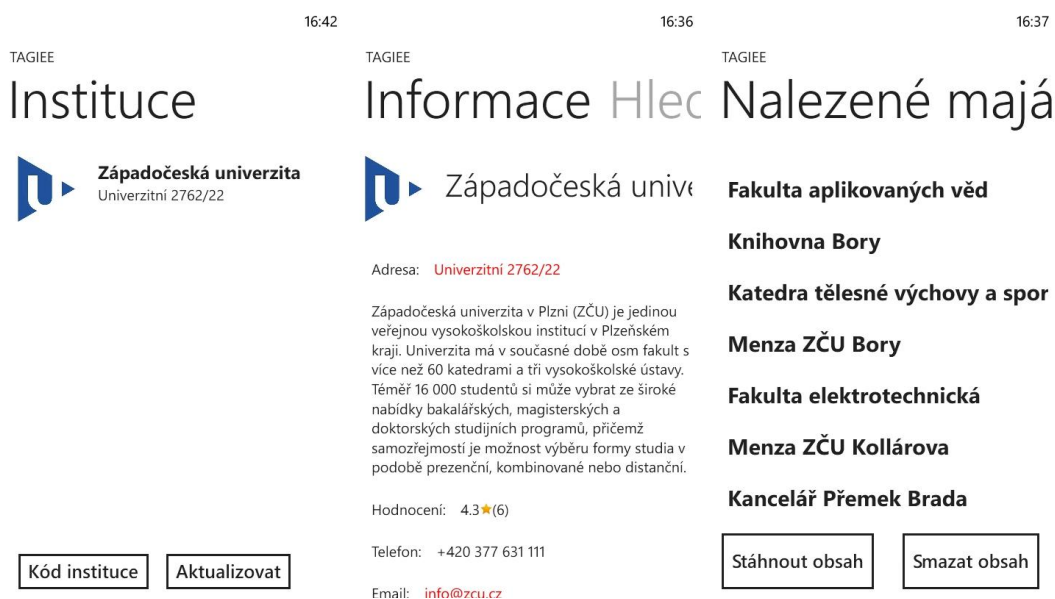 16:42
TAGIEE
Instituce
Západočeská univerzita
Univerzitní 2762/22
Kód instituce
Aktualizovat
16:36
TAGIEE
Informace Hled
Západočeská unive
Adresa: Univerzitní 2762/22
Západočeská univerzita v Plzni (ZČU) je jedinou
veřejnou vysokoškolskou institucí v Plzeňském
kraji. Univerzita má v současné době osm fakult s
více než 60 katedrami a tři vysokoškolské ústavy.
Téměř 16 000 studentů si může vybrat ze široké
nabídky bakalářských, magisterských a
doktorských studijních programů, přičemž
samozřejmostí je možnost výběru formy studia v
podobě prezenční, kombinované nebo distanční.
Hodnocení: 4.3★(6)
Telefon: +420 377 631 111
Email: info@zcu.cz
16:37
TAGIEE
Nalezené majá
Fakulta aplikovaných věd
Knihovna Bory
Katedra tělesné výchovy a spor
Menza ZČU Bory
Fakulta elektrotechnická
Menza ZČU Kollárova
Kancelář Přemek Brada
Stáhnout obsah
Smazat obsah